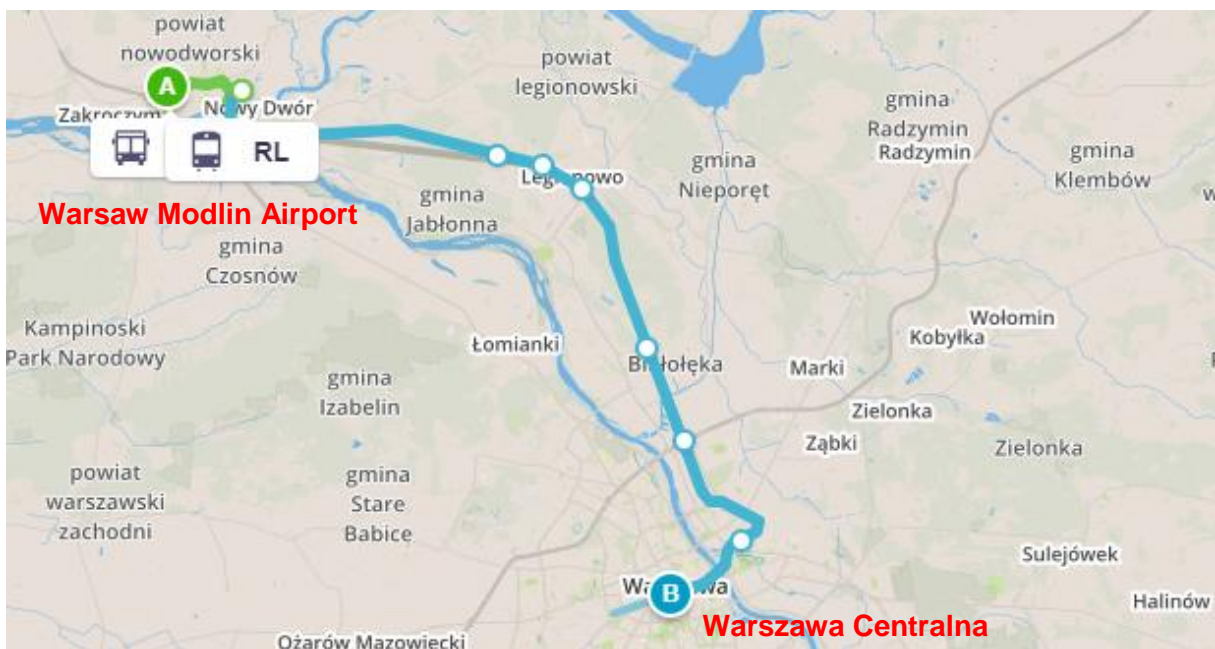 powiat
nowodworski
A
Zakroczym
Nowy Dwór
RL
Warsaw Modlin Airport
gmina
Czosnów
powiat
legionowski
Legionowo
gmina
Jabłonna
gmina
Nieporęt
gmina
Radzymin
Radzymin
gmina
Klembów
w
Kampinoski
Park Narodowy
Łomianki
gmina
Izabelin
Białołęka
Marki
Wołomin
Kobyłka
Zielonka
Ząbki
Zielonka
powiat
warszawski
zachodni
gmina
Stare
Babice
Sulejówek
Warszawa
B
Halinów
Warszawa Centralna
Ożarów Mazowiecki